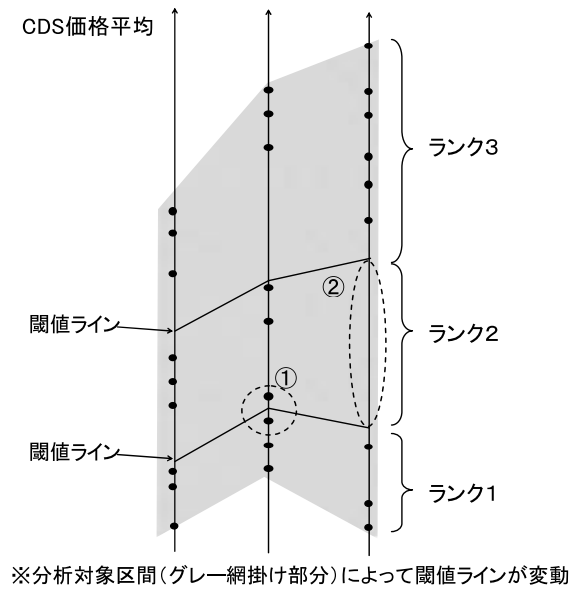 CDS価格平均
ランク3
②
閾値ライン
ランク2
①
閾値ライン
ランク1
※分析対象区間(グレー網掛け部分)によって閾値ラインが変動